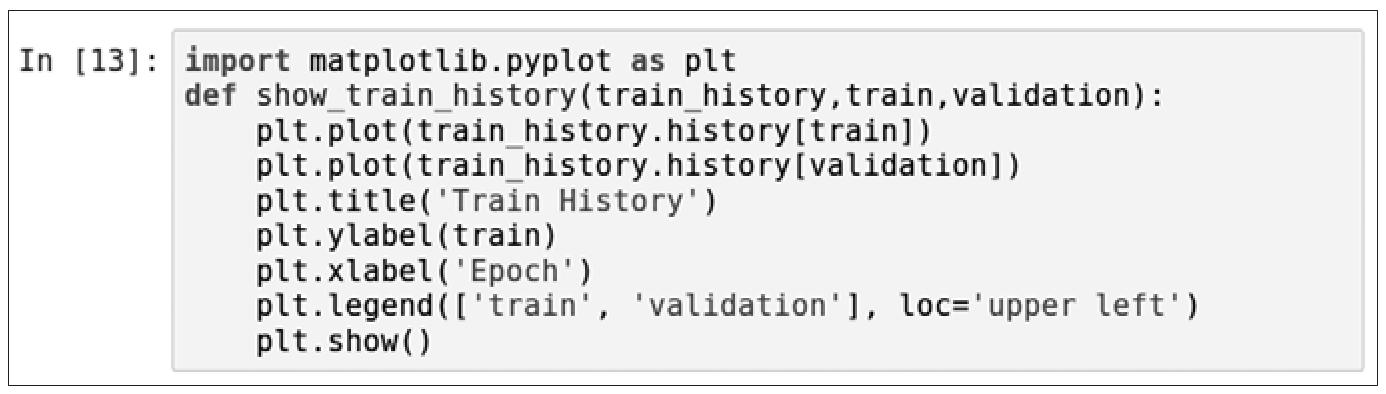 In [13]: import matplotlib.pyplot as plt
def show_train_history(train_history,train,validation):
    plt.plot(train_history.history[train])
    plt.plot(train_history.history[validation])
    plt.title('Train History')
    plt.ylabel(train)
    plt.xlabel('Epoch')
    plt.legend(['train', 'validation'], loc='upper left')
    plt.show()